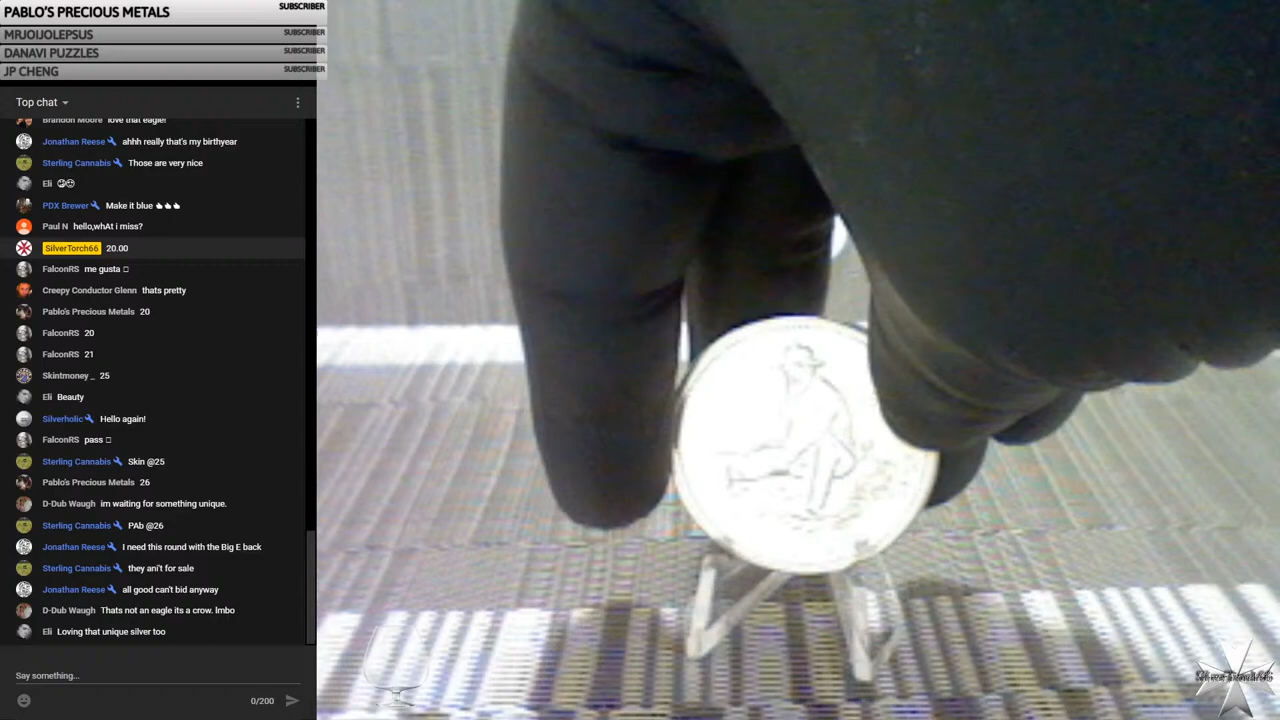 PABLO'S PRECIOUS METALS SUBSCRIBER
MRJOIJOLEPSUS SUBSCRIBER
DANAVI PUZZLES SUBSCRIBER
JP CHENG SUBSCRIBER
Top chat
Brandon Moore love that eagle!
Jonathan Reese ahhh really that's my birthyear
Sterling Cannabis Those are very nice
Eli
PDX Brewer Make it blue
Paul N hello,whAt i miss?
SilverTorch66 20.00
FalconRS me gusta □
Creepy Conductor Glenn thats pretty
Pablo's Precious Metals 20
FalconRS 20
FalconRS 21
Skintmoney _ 25
Eli Beauty
Silverholic Hello again!
FalconRS pass □
Sterling Cannabis Skin @25
Pablo's Precious Metals 26
D-Dub Waugh im waiting for something unique.
Sterling Cannabis PAb @26
Jonathan Reese I need this round with the Big E back
Sterling Cannabis they ani't for sale
Jonathan Reese all good can't bid anyway
D-Dub Waugh Thats not an eagle its a crow. lmbo
Eli Loving that unique silver too
Say something...
0/200
SilverTorch66